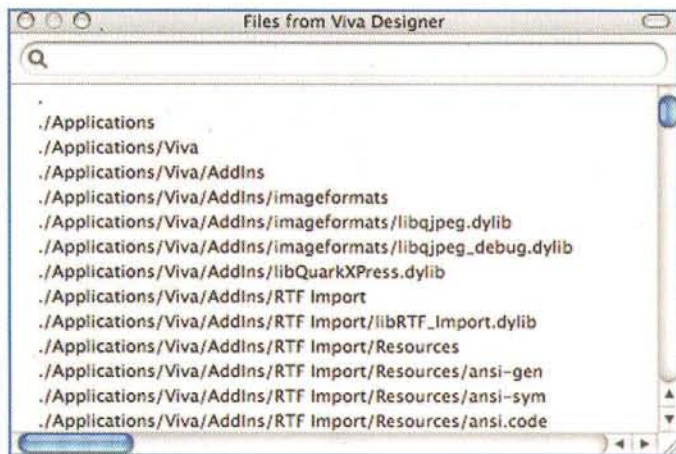 Files from Viva Designer
.
./Applications
./Applications/Viva
./Applications/Viva/AddIns
./Applications/Viva/AddIns/imageformats
./Applications/Viva/AddIns/imageformats/libqjpeg.dylib
./Applications/Viva/AddIns/imageformats/libqjpeg_debug.dylib
./Applications/Viva/AddIns/libQuarkXPress.dylib
./Applications/Viva/AddIns/RTF Import
./Applications/Viva/AddIns/RTF Import/libRTF_Import.dylib
./Applications/Viva/AddIns/RTF Import/Resources
./Applications/Viva/AddIns/RTF Import/Resources/ansi-gen
./Applications/Viva/AddIns/RTF Import/Resources/ansi-sym
./Applications/Viva/AddIns/RTF Import/Resources/ansi.code